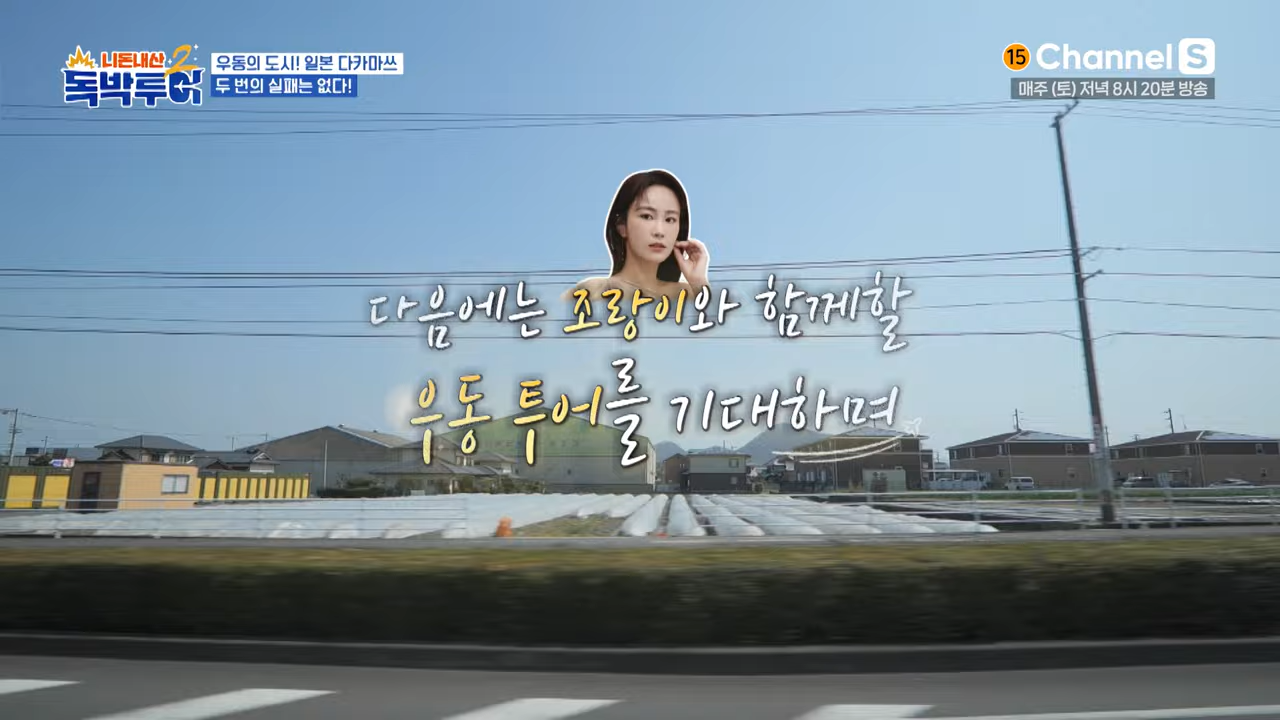 니돈내산 2
독박투어
우동의 도시! 일본 다카마쓰
두 번의 실패는 없다!
15 Channel S
매주 (토) 저녁 8시 20분 방송
다음에는 조랑이와 함께할
우동 투어를 기대하며